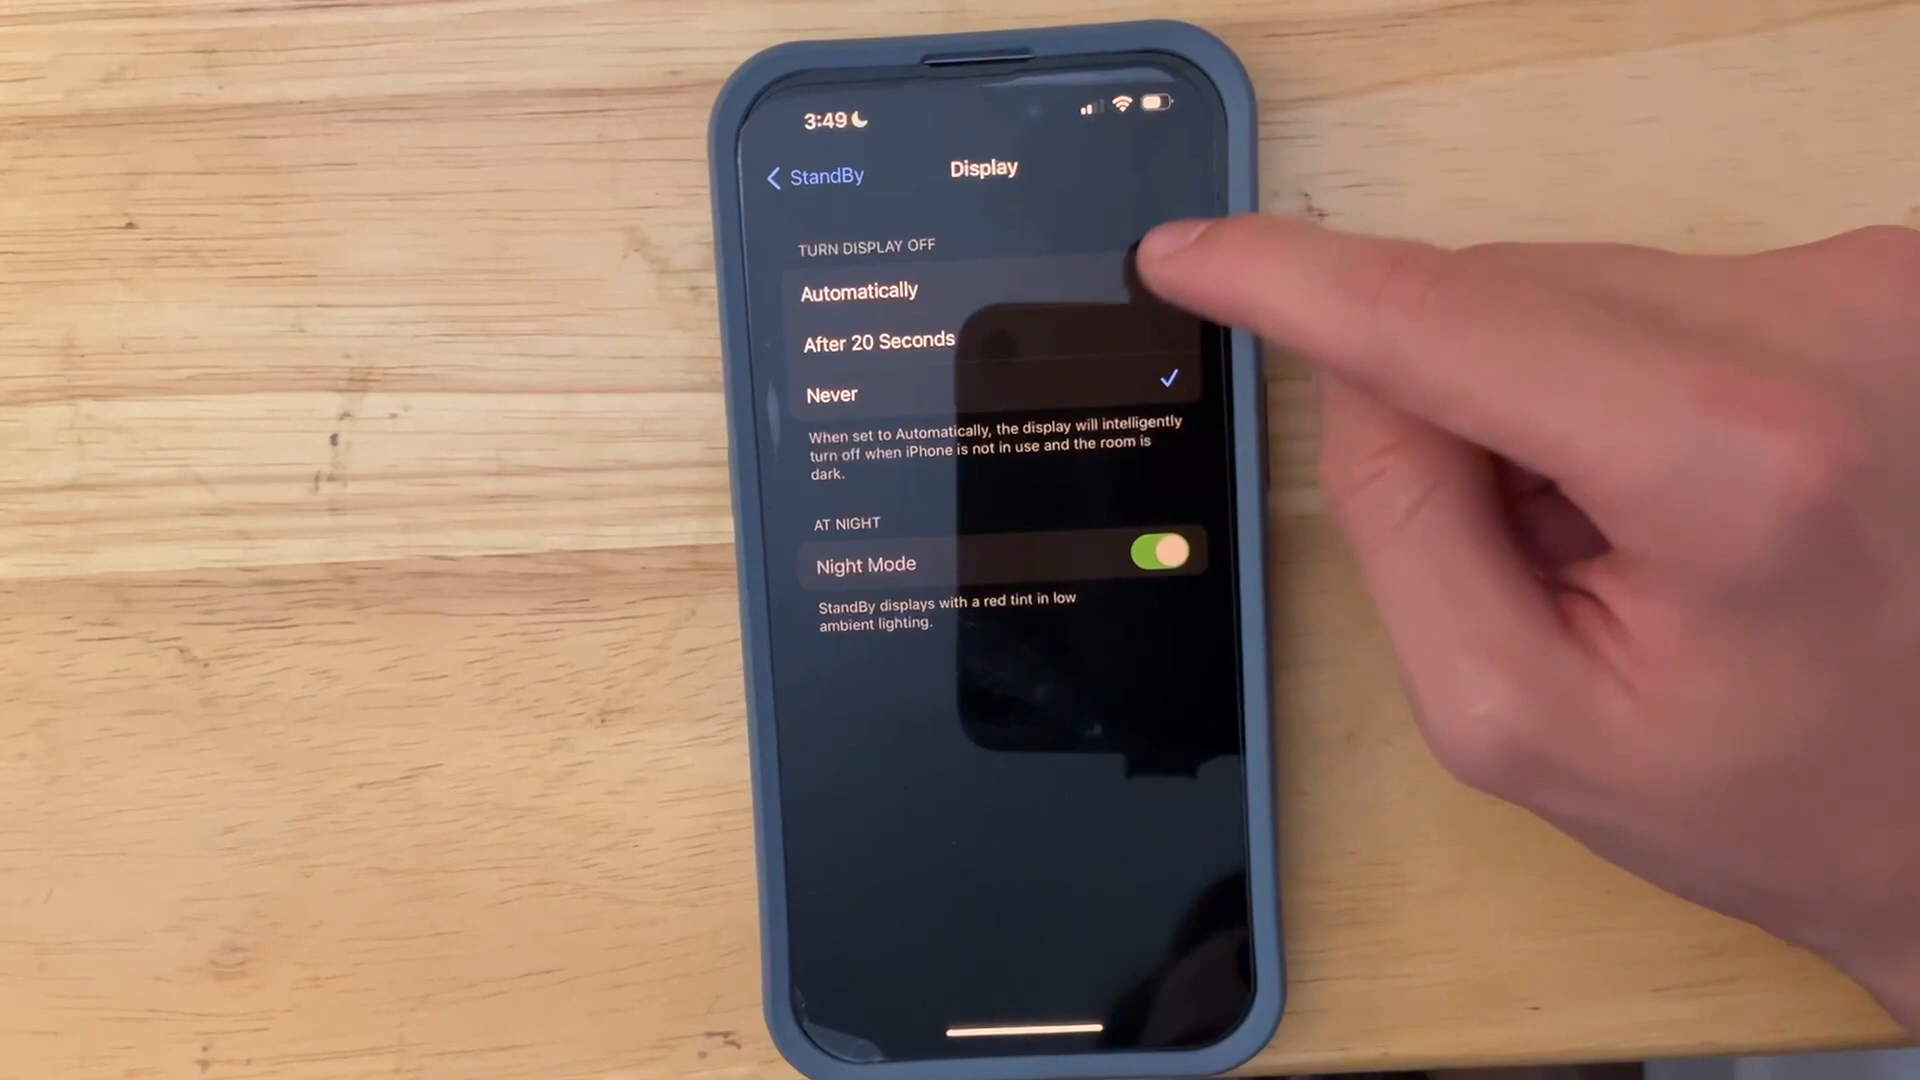 3:49
StandBy
Display
TURN DISPLAY OFF
Automatically
After 20 Seconds
Never
When set to Automatically, the display will intelligently
turn off when iPhone is not in use and the room is
dark.
AT NIGHT
Night Mode
StandBy displays with a red tint in low
ambient lighting.